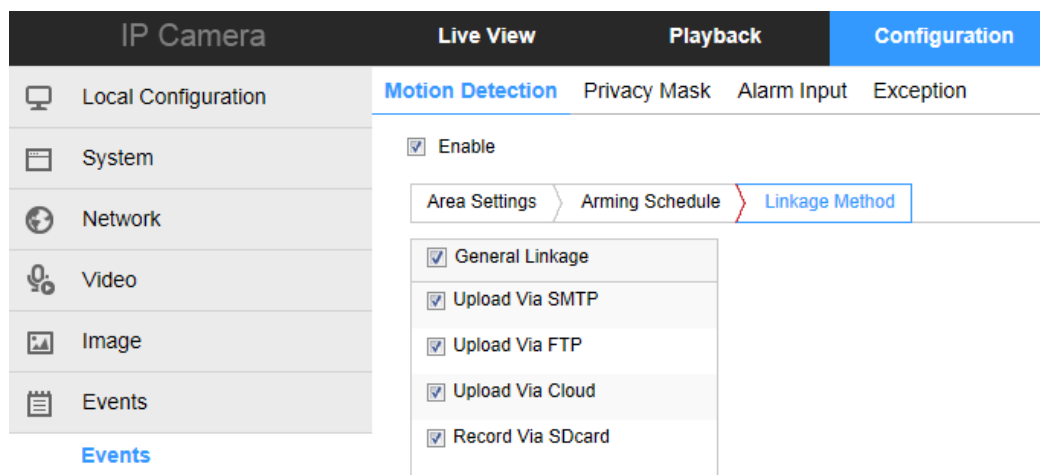 IP Camera Live View Playback Configuration
Local Configuration
System
Network
Video
Image
Events
Events
Motion Detection Privacy Mask Alarm Input Exception
Enable
Area Settings Arming Schedule Linkage Method
General Linkage
Upload Via SMTP
Upload Via FTP
Upload Via Cloud
Record Via SDcard